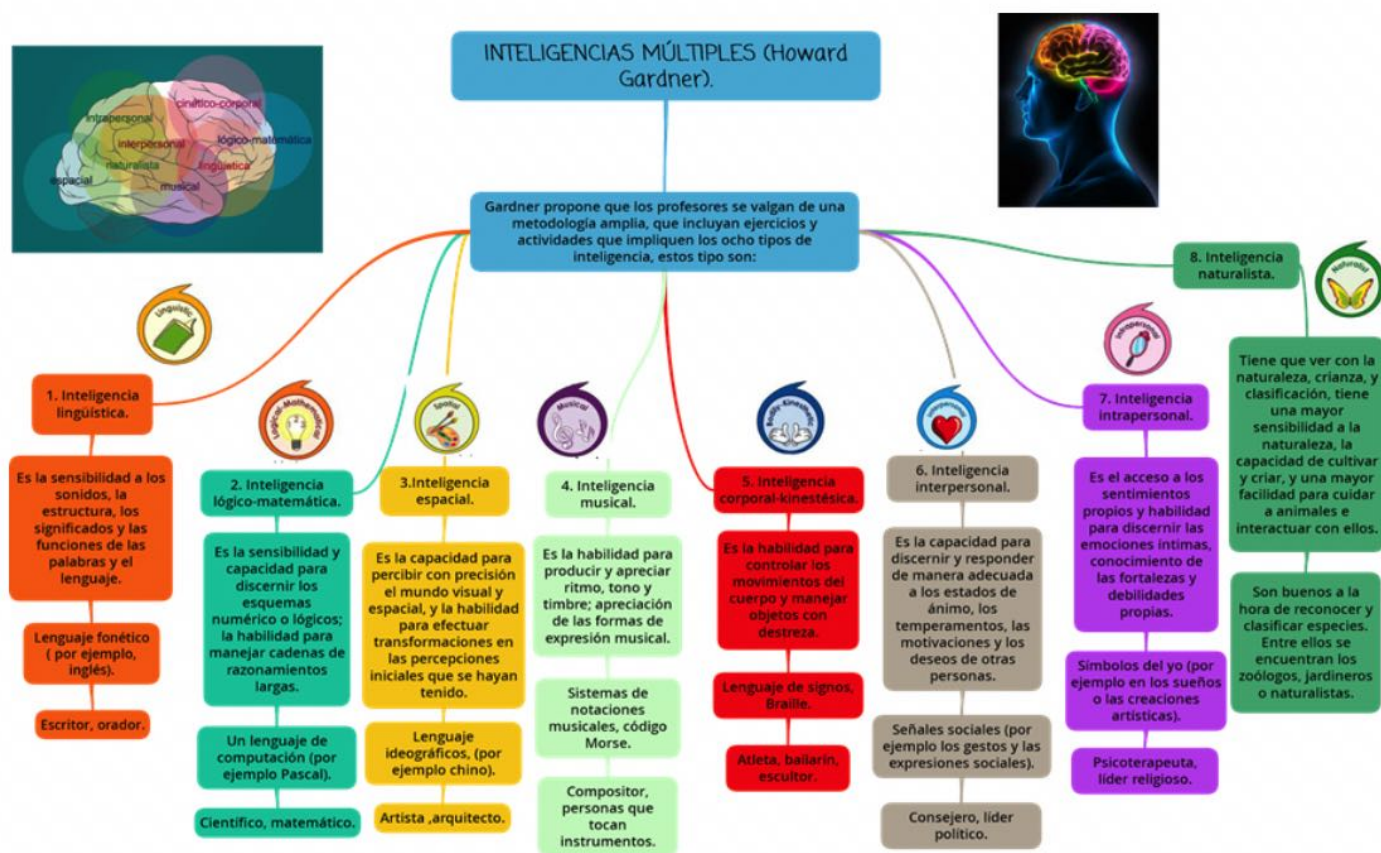 INTELIGENCIAS MÚLTIPLES (Howard
Gardner).
cinético-corporal
intrapersonal
interpersonal
lógico-matemática
naturalista
lingüística
espacial
musical
Gardner propone que los profesores se valgan de una
metodología amplia, que incluyan ejercicios y
actividades que impliquen los ocho tipos de
inteligencia, estos tipo son:
Linguistic
1. Inteligencia
lingüística.
Es la sensibilidad a los
sonidos, la
estructura, los
significados y las
funciones de las
palabras y el
lenguaje.
Lenguaje fonético
( por ejemplo,
inglés).
Escritor, orador.
Logical-Mathematical
2. Inteligencia
lógico-matemática.
Es la sensibilidad y
capacidad para
discernir los
esquemas
numérico o lógicos;
la habilidad para
manejar cadenas de
razonamientos
largas.
Un lenguaje de
computación (por
ejemplo Pascal).
Científico, matemático.
Spatial
3.Inteligencia
espacial.
Es la capacidad para
percibir con precisión
el mundo visual y
espacial, y la habilidad
para efectuar
transformaciones en
las percepciones
iniciales que se hayan
tenido.
Lenguaje
ideográficos, (por
ejemplo chino).
Artista ,arquitecto.
Musical
4. Inteligencia
musical.
Es la habilidad para
producir y apreciar
ritmo, tono y
timbre; apreciación
de las formas de
expresión musical.
Sistemas de
notaciones
musicales, código
Morse.
Compositor,
personas que
tocan
instrumentos.
Bodily-Kinesthetic
5. Inteligencia
corporal-kinestésica.
Es la habilidad para
controlar los
movimientos del
cuerpo y manejar
objetos con
destreza.
Lenguaje de signos,
Braille.
Atleta, bailarín,
escultor.
Interpersonal
6. Inteligencia
interpersonal.
Es la capacidad para
discernir y responder
de manera adecuada
a los estados de
ánimo, los
temperamentos, las
motivaciones y los
deseos de otras
personas.
Señales sociales (por
ejemplo los gestos y las
expresiones sociales).
Consejero, líder
político.
Intrapersonal
7. Inteligencia
intrapersonal.
Es el acceso a los
sentimientos
propios y habilidad
para discernir las
emociones íntimas,
conocimiento de
las fortalezas y
debilidades
propias.
Símbolos del yo (por
ejemplo en los sueños
o las creaciones
artísticas).
Psicoterapeuta,
líder religioso.
8. Inteligencia
naturalista.
Naturalist
Tiene que ver con la
naturaleza, crianza, y
clasificación, tiene una
mayor
sensibilidad a la
naturaleza, la
capacidad de cultivar
y criar, y una mayor
facilidad para cuidar
a animales e
interactuar con ellos.
Son buenos a la
hora de reconocer y
clasificar especies.
Entre ellos se
encuentran los
zoólogos, jardineros
o naturalistas.